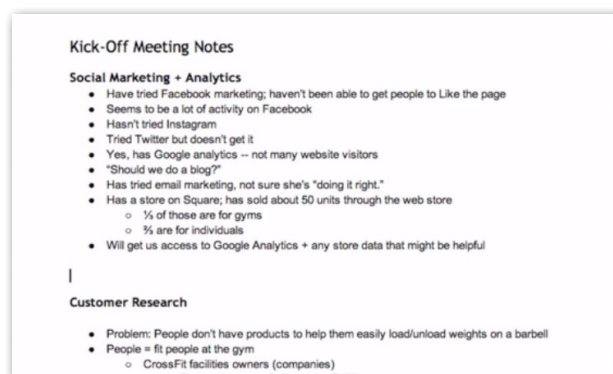 Kick-Off Meeting Notes
Social Marketing + Analytics
● Have tried Facebook marketing; haven't been able to get people to Like the page
● Seems to be a lot of activity on Facebook
● Hasn't tried Instagram
● Tried Twitter but doesn't get it
● Yes, has Google analytics -- not many website visitors
● "Should we do a blog?"
● Has tried email marketing, not sure she's "doing it right."
● Has a store on Square; has sold about 50 units through the web store
○ ⅓ of those are for gyms
○ ⅔ are for individuals
● Will get us access to Google Analytics + any store data that might be helpful
Customer Research
● Problem: People don't have products to help them easily load/unload weights on a barbell
● People = fit people at the gym
○ CrossFit facilities owners (companies)